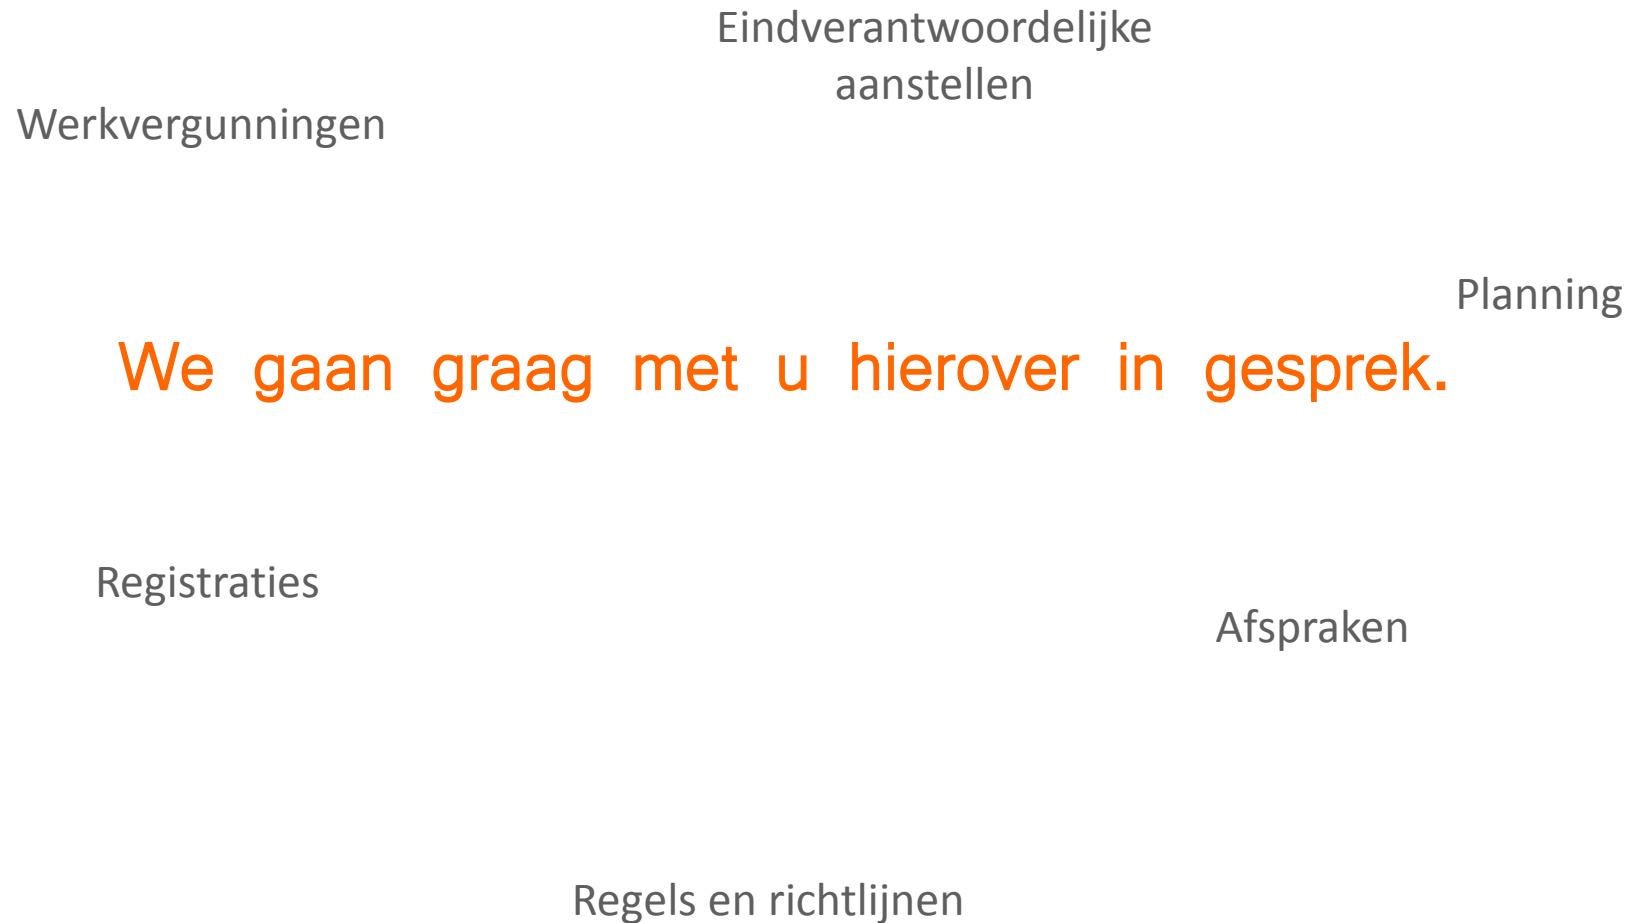 Eindverantwoordelijke
aanstellen
Werkvergunningen
Planning
We gaan graag met u hierover in gesprek.
Registraties
Afspraken
Regels en richtlijnen